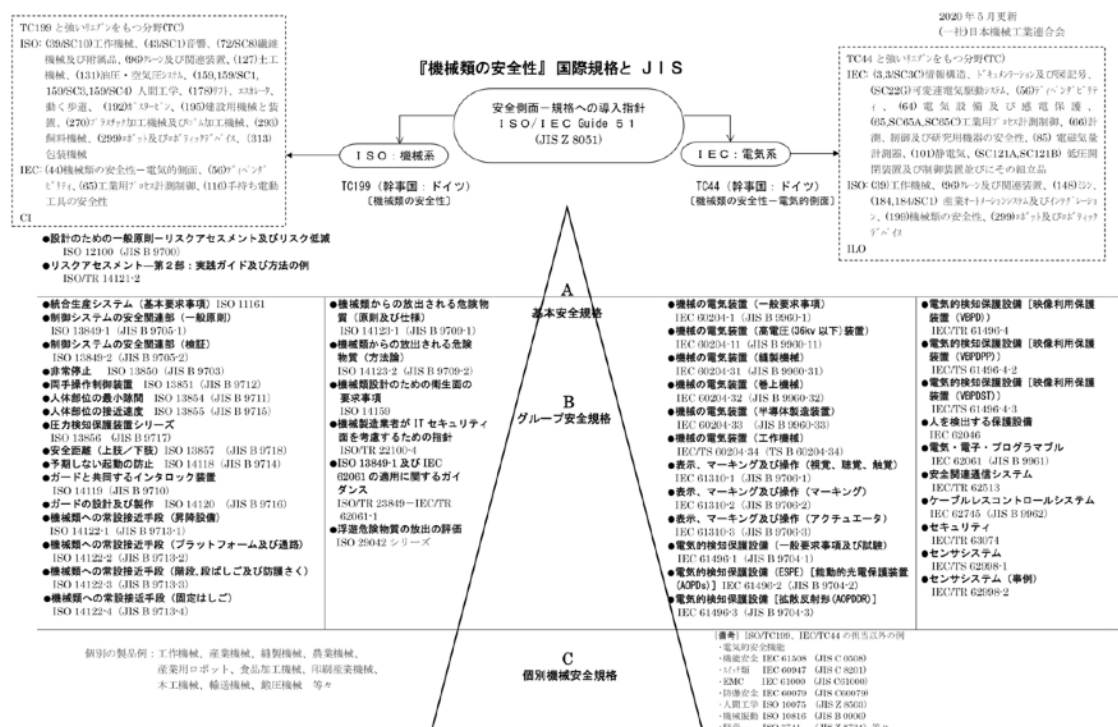 2020年5月更新
(一社)日本機械工業連合会
『機械類の安全性』国際規格と JIS
TC199 と強いリエゾンをもつ分野(TC)
ISO: (39/SC10)工作機械、(43/SC1)音響、(72/SC8)繊維
機械及び附属品、(96)クレーン及び関連装置、(127)土工
機械、(131)油圧・空気圧システム、(159,159/SC1,
159/SC3,159/SC4) 人間工学、(178)リフト、エスカレータ、
動く歩道、(192)ガスタービン、(195)建設用機械と装
置、(270)プラスチック加工機械及びゴム加工機械、(293)
飼料機械、(299)ロボット及びロボティックデバイス、(313)
包装機械
IEC: (44)機械類の安全性－電気的側面、(56)ディペンダ
ビリティ、(65)工業用プロセス計測制御、(116)手持ち電動
工具の安全性
CI
安全側面－規格への導入指針
ISO/IEC Guide 51
(JIS Z 8051)
ISO：機械系
IEC：電気系
TC199（幹事国：ドイツ）
［機械類の安全性］
TC44（幹事国：ドイツ）
［機械類の安全性－電気的側面］
TC44 と強いリエゾンをもつ分野(TC)
IEC: (3,3/SC3C)情報構造、ドキュメンテーション及び図記号、
(SC22G)可変速電気駆動システム、(56)ディペンダビリテ
ィ、(64)電気設備及び感電保護、
(65,SC65A,SC65C)工業用プロセス計測制御、(66)計
測、制御及び研究用機器の安全性、(85) 電磁気量
計測器、(101)静電気、(SC121A,SC121B) 低圧開
閉装置及び制御装置並びにその組立品
ISO: (39)工作機械、(96)クレーン及び関連装置、(148)ミシン、
(184,184/SC1) 産業オートメーションシステム及びインテグレーショ
ン、(199)機械類の安全性、(299)ロボット及びロボティック
デバイス
ILO
●設計のための一般原則－リスクアセスメント及びリスク低減
ISO 12100 (JIS B 9700)
●リスクアセスメント―第2部：実践ガイド及び方法の例
ISO/TR 14121-2
A
基本安全規格
●統合生産システム（基本要求事項）ISO 11161
●制御システムの安全関連部（一般原則）
ISO 13849-1 (JIS B 9705-1)
●制御システムの安全関連部（検証）
ISO 13849-2 (JIS B 9705-2)
●非常停止 ISO 13850 (JIS B 9703)
●両手操作制御装置 ISO 13851 (JIS B 9712)
●人体部位の最小隙間 ISO 13854 (JIS B 9711)
●人体部位の接近速度 ISO 13855 (JIS B 9715)
●圧力検知保護装置シリーズ
ISO 13856 (JIS B 9717)
●安全距離（上肢／下肢）ISO 13857 (JIS B 9718)
●予期しない起動の防止 ISO 14118 (JIS B 9714)
●ガードと共同するインタロック装置
ISO 14119 (JIS B 9710)
●ガードの設計及び製作 ISO 14120 (JIS B 9716)
●機械類への常設接近手段（昇降設備）
ISO 14122-1 (JIS B 9713-1)
●機械類への常設接近手段（プラットフォーム及び通路）
ISO 14122-2 (JIS B 9713-2)
●機械類への常設接近手段（階段、段ばしご及び防護さく）
ISO 14122-3 (JIS B 9713-3)
●機械類への常設接近手段（固定はしご）
ISO 14122-4 (JIS B 9713-4)
●機械類からの放出される危険物
質（原則及び仕様）
ISO 14123-1 (JIS B 9709-1)
●機械類からの放出される危険
物質（方法論）
ISO 14123-2 (JIS B 9709-2)
●機械類設計のための衛生面の
要求事項
ISO 14159
●機械製造業者が IT セキュリティ
面を考慮するための指針
ISO/TR 22100-4
●ISO 13849-1 及び IEC
62061 の適用に関するガイ
ダンス
ISO/TR 23849－IEC/TR
62061-1
●浮遊危険物質の放出の評価
ISO 29042 シリーズ
B
グループ安全規格
●機械の電気装置（一般要求事項）
IEC 60204-1 (JIS B 9960-1)
●機械の電気装置（高電圧(36kv 以下)装置）
IEC 60204-11 (JIS B 9960-11)
●機械の電気装置（縫製機械）
IEC 60204-31 (JIS B 9960-31)
●機械の電気装置（巻上機械）
IEC 60204-32 (JIS B 9960-32)
●機械の電気装置（半導体製造装置）
IEC 60204-33 (JIS B 9960-33)
●機械の電気装置（工作機械）
IEC/TS 60204-34 (TS B 60204-34)
●表示、マーキング及び操作（視覚、聴覚、触覚）
IEC 61310-1 (JIS B 9706-1)
●表示、マーキング及び操作（マーキング）
IEC 61310-2 (JIS B 9706-2)
●表示、マーキング及び操作（アクチュエータ）
IEC 61310-3 (JIS B 9706-3)
●電気的検知保護設備（一般要求事項及び試験）
IEC 61496-1 (JIS B 9704-1)
●電気的検知保護設備（ESPE）［能動的光電保護装置
(AOPDs)］IEC 61496-2 (JIS B 9704-2)
●電気的検知保護設備［拡散反射形(AOPDDR)］
IEC 61496-3 (JIS B 9704-3)
●電気的検知保護設備［映像利用保護
装置（VBPD)］
IEC/TR 61496-4
●電気的検知保護設備［映像利用保護
装置（VBPDPP)］
IEC/TS 61496-4-2
●電気的検知保護設備［映像利用保護
装置（VBPDST)］
IEC/TS 61496-4-3
●人を検出する保護設備
IEC 62046
●電気・電子・プログラマブル
IEC 62061 (JIS B 9961)
●安全関連通信システム
IEC/TR 62513
●ケーブルレスコントロールシステム
IEC 62745 (JIS B 9962)
●セキュリティ
IEC/TR 63074
●センサシステム
IEC/TS 62998-1
●センサシステム（事例）
IEC/TR 62998-2
C
個別機械安全規格
個別の製品例：工作機械、産業機械、縫製機械、農業機械、
産業用ロボット、食品加工機械、印刷産業機械、
木工機械、輸送機械、鍛圧機械 等々
［備考］ISO/TC199、IEC/TC44 の担当以外の例
・電気的安全機能
・機能安全 IEC 61508 (JIS C 0508)
・スイッチ類 IEC 60947 (JIS C 8201)
・EMC IEC 61000 (JIS C61000)
・防爆安全 IEC 60079 (JIS C60079)
・人間工学 ISO 10075 (JIS Z 8503)
・機械振動 ISO 10816 (JIS B 0906)